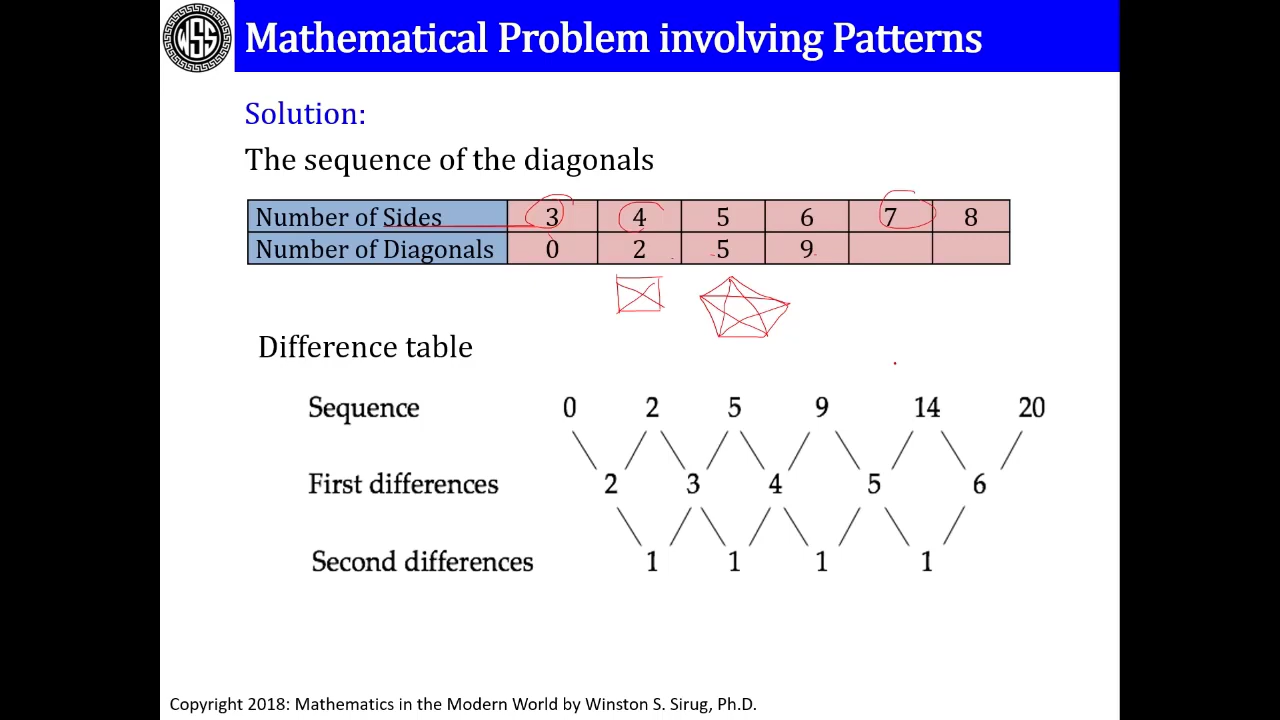 WSS
Mathematical Problem involving Patterns
Solution:
The sequence of the diagonals
Number of Sides 3 4 5 6 7 8
Number of Diagonals 0 2 5 9
Difference table
Sequence 0 2 5 9 14 20
First differences 2 3 4 5 6
Second differences 1 1 1 1
Copyright 2018: Mathematics in the Modern World by Winston S. Sirug, Ph.D.